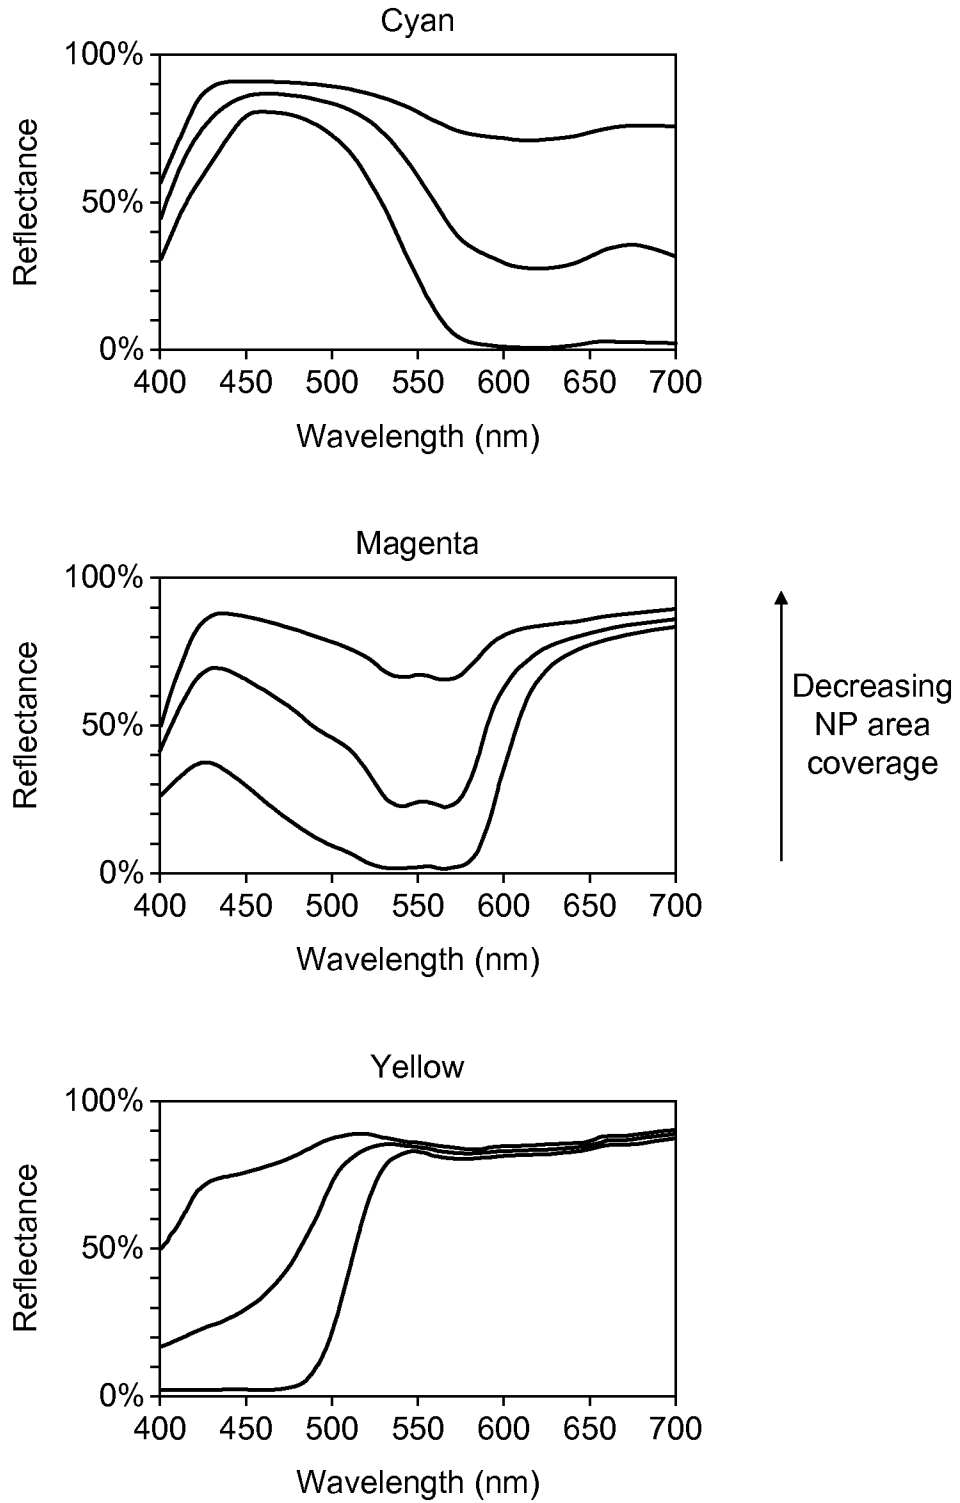 Cyan
100%
50%
0%
Reflectance
400 450 500 550 600 650 700
Wavelength (nm)
Magenta
100%
50%
0%
Reflectance
400 450 500 550 600 650 700
Wavelength (nm)
Decreasing
NP area
coverage
Yellow
100%
50%
0%
Reflectance
400 450 500 550 600 650 700
Wavelength (nm)